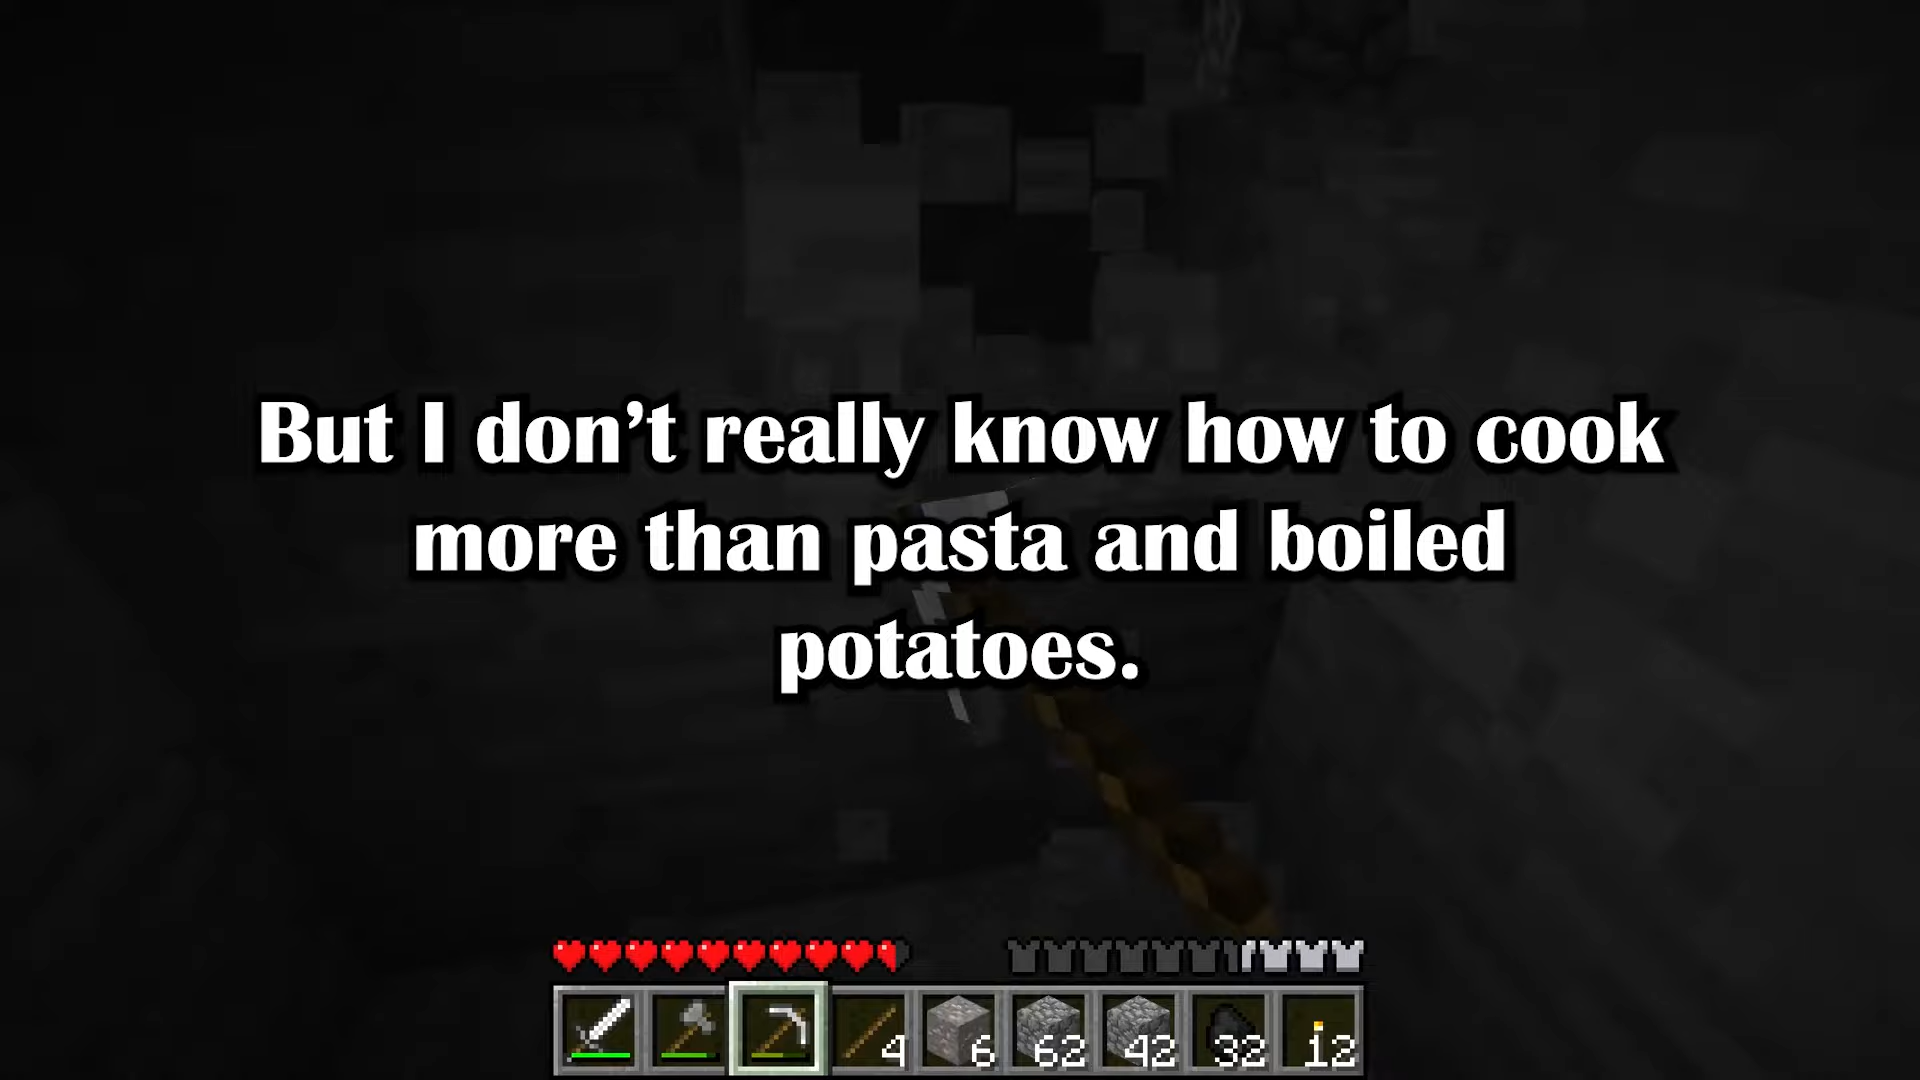 But I don’t really know how to cook
more than pasta and boiled
potatoes.
4 6 62 42 32 12